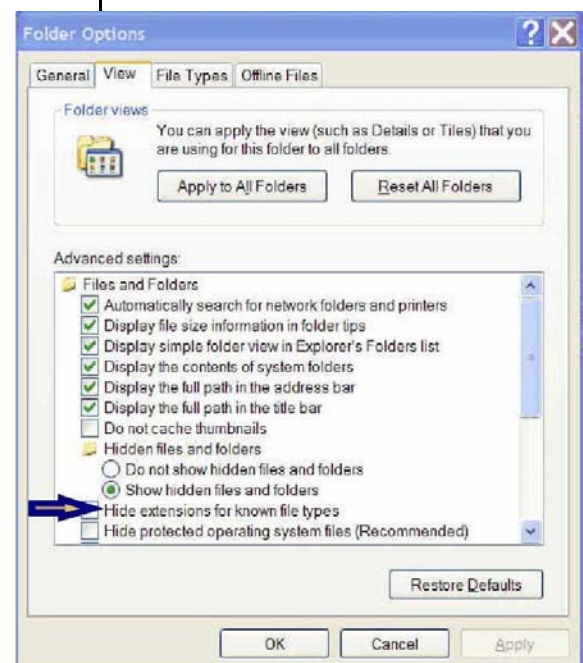 Folder Options
General View File Types Offline Files
Folder views
You can apply the view (such as Details or Tiles) that you
are using for this folder to all folders.
Apply to All Folders Reset All Folders
Advanced settings:
Files and Folders
Automatically search for network folders and printers
Display file size information in folder tips
Display simple folder view in Explorer's Folders list
Display the contents of system folders
Display the full path in the address bar
Display the full path in the title bar
Do not cache thumbnails
Hidden files and folders
Do not show hidden files and folders
Show hidden files and folders
Hide extensions for known file types
Hide protected operating system files (Recommended)
Restore Defaults
OK Cancel Apply